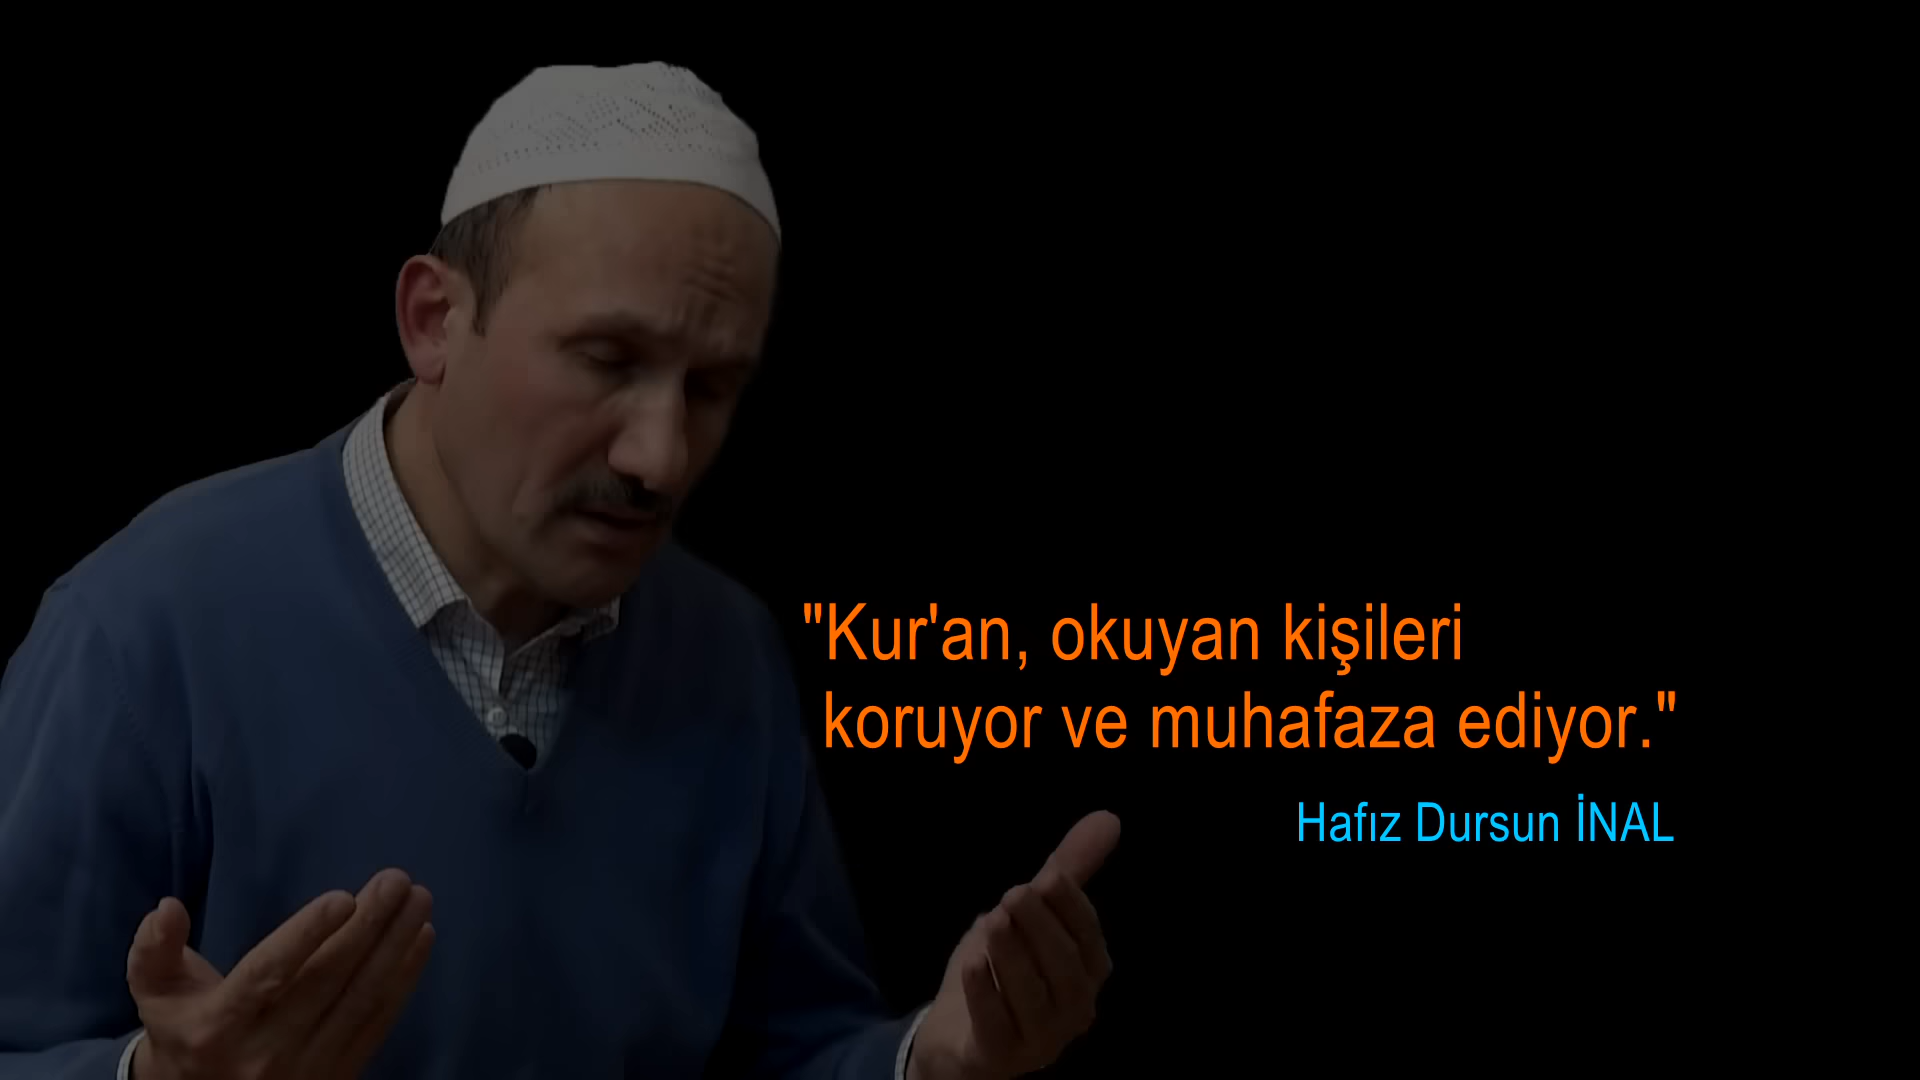 "Kur'an, okuyan kişileri
koruyor ve muhafaza ediyor."
Hafız Dursun İNAL